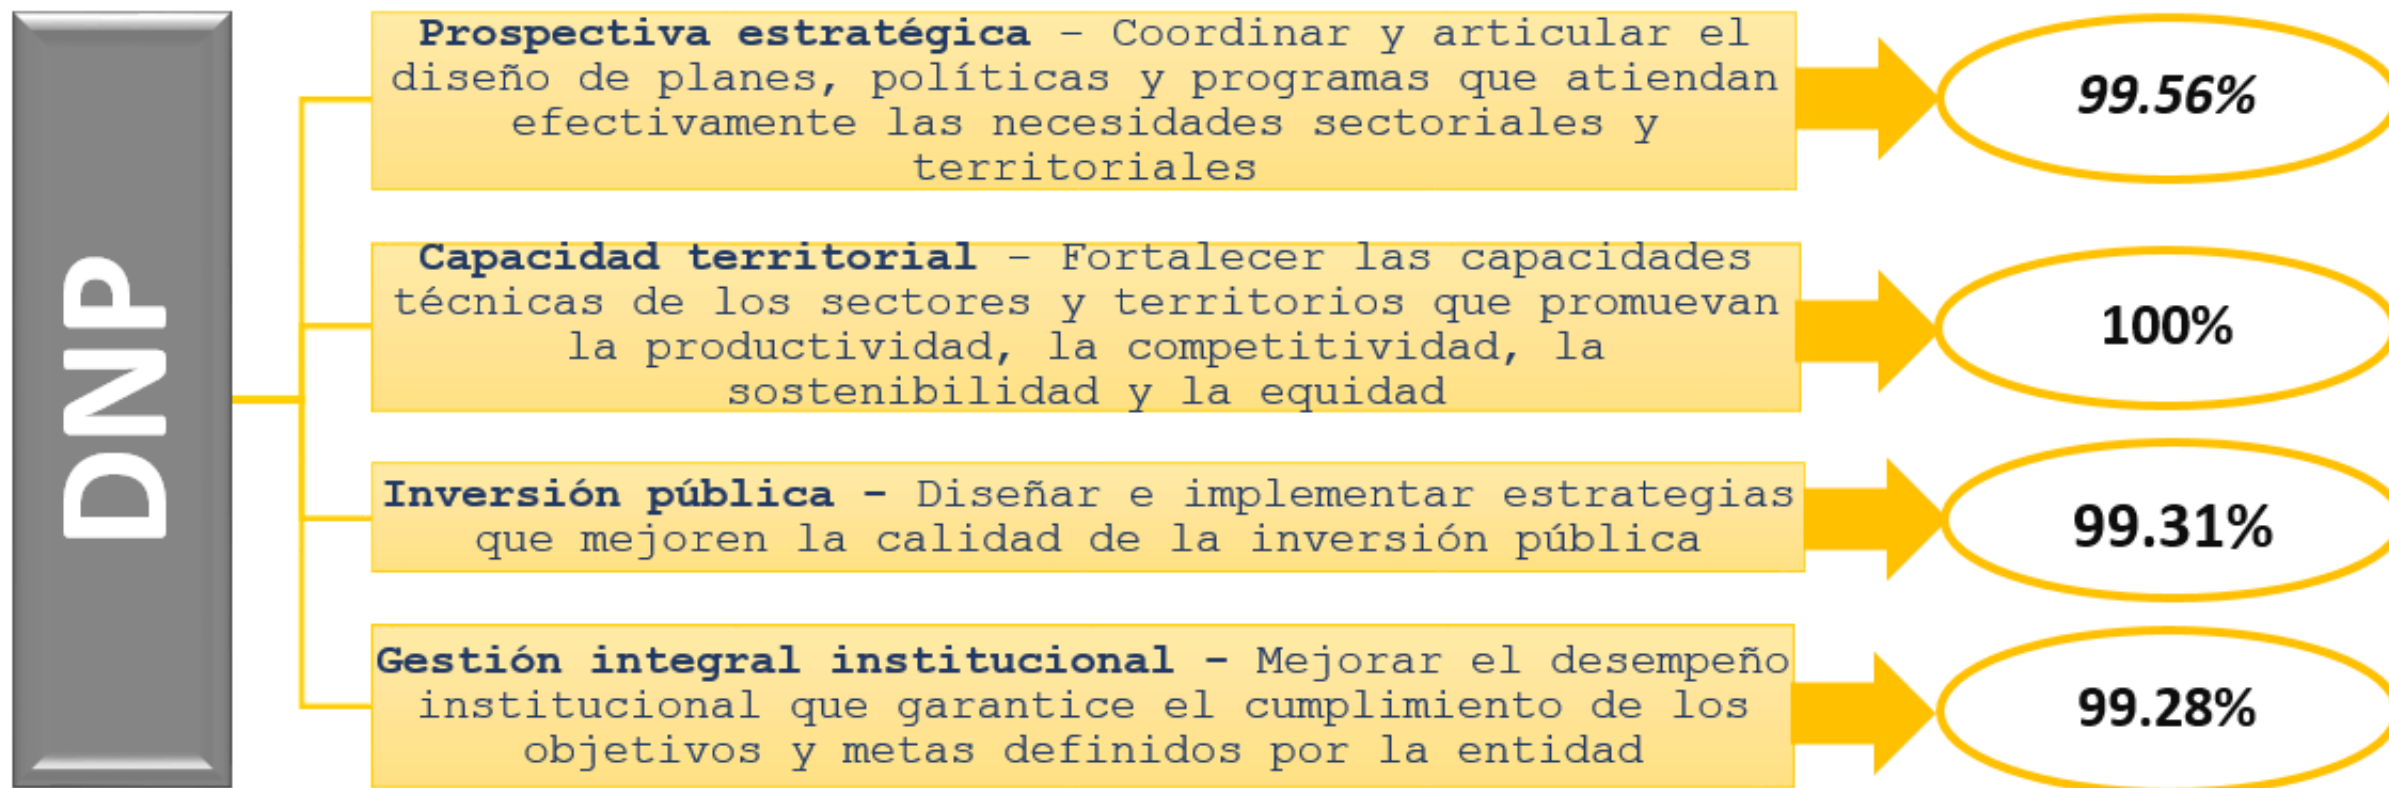 DNP
Prospectiva estratégica – Coordinar y articular el
diseño de planes, políticas y programas que atiendan
efectivamente las necesidades sectoriales y
territoriales
99.56%
Capacidad territorial – Fortalecer las capacidades
técnicas de los sectores y territorios que promuevan
la productividad, la competitividad, la
sostenibilidad y la equidad
100%
Inversión pública – Diseñar e implementar estrategias
que mejoren la calidad de la inversión pública
99.31%
Gestión integral institucional – Mejorar el desempeño
institucional que garantice el cumplimiento de los
objetivos y metas definidos por la entidad
99.28%